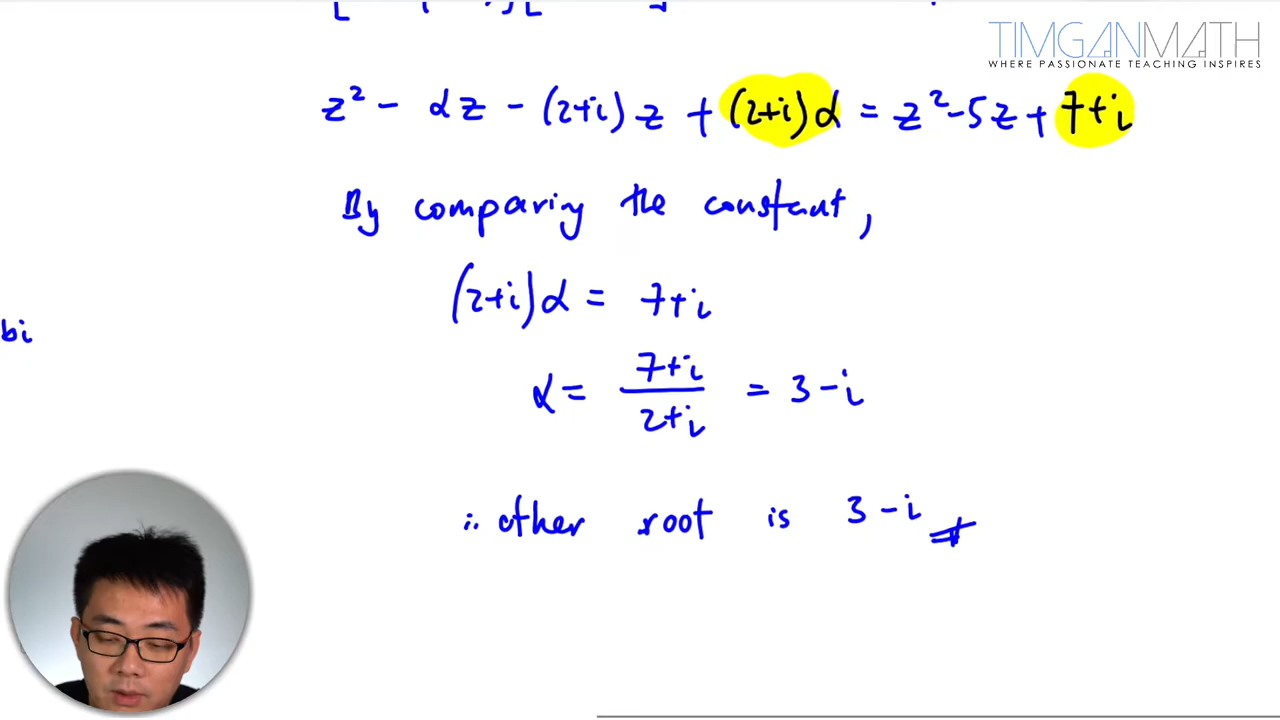 TIMGANMATH
WHERE PASSIONATE TEACHING INSPIRES
z² - αz - (2+i)z + (2+i)α = z² - 5z + 7+i
By comparing the constant,
(2+i)α = 7+i
bi
α = 7+i / 2+i = 3-i
∴ other root is 3-i